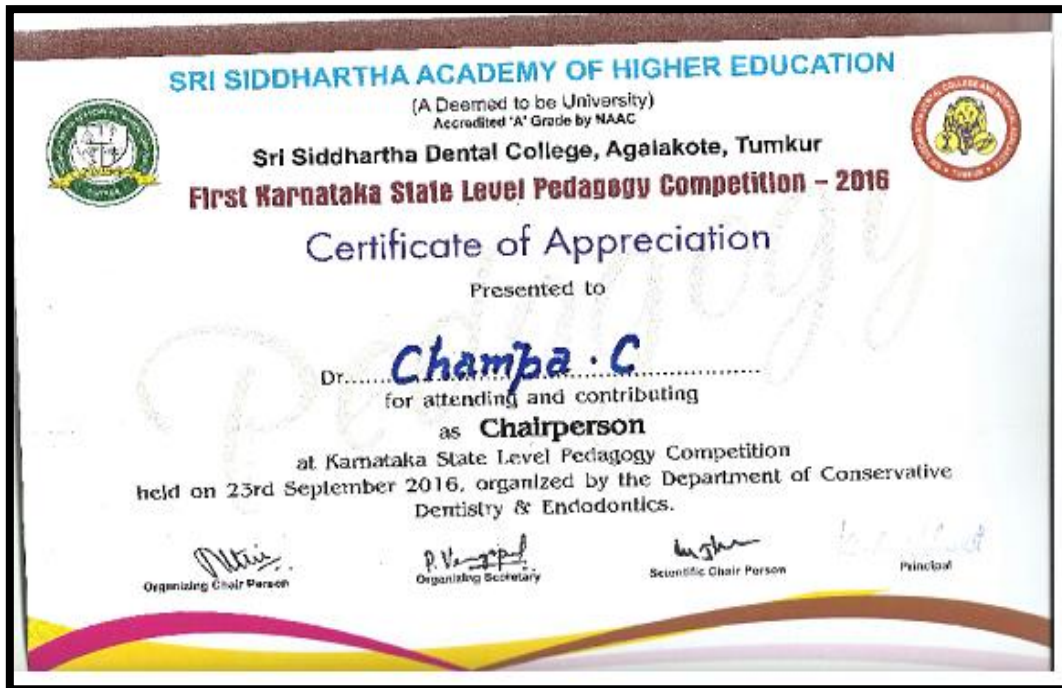 SRI SIDDHARTHA ACADEMY OF HIGHER EDUCATION
(A Deemed to be University)
Accredited 'A' Grade by NAAC
Sri Siddhartha Dental College, Agalakote, Tumkur
First Karnataka State Level Pedagogy Competition – 2016
Certificate of Appreciation
Presented to
Dr....... Champa . C ..................
for attending and contributing
as Chairperson
at Karnataka State Level Pedagogy Competition
held on 23rd September 2016, organized by the Department of Conservative
Dentistry & Endodontics.
P. Venugopal
Organizing Chair Person
Organizing Secretary
Scientific Chair Person
Principal
Pedagogy